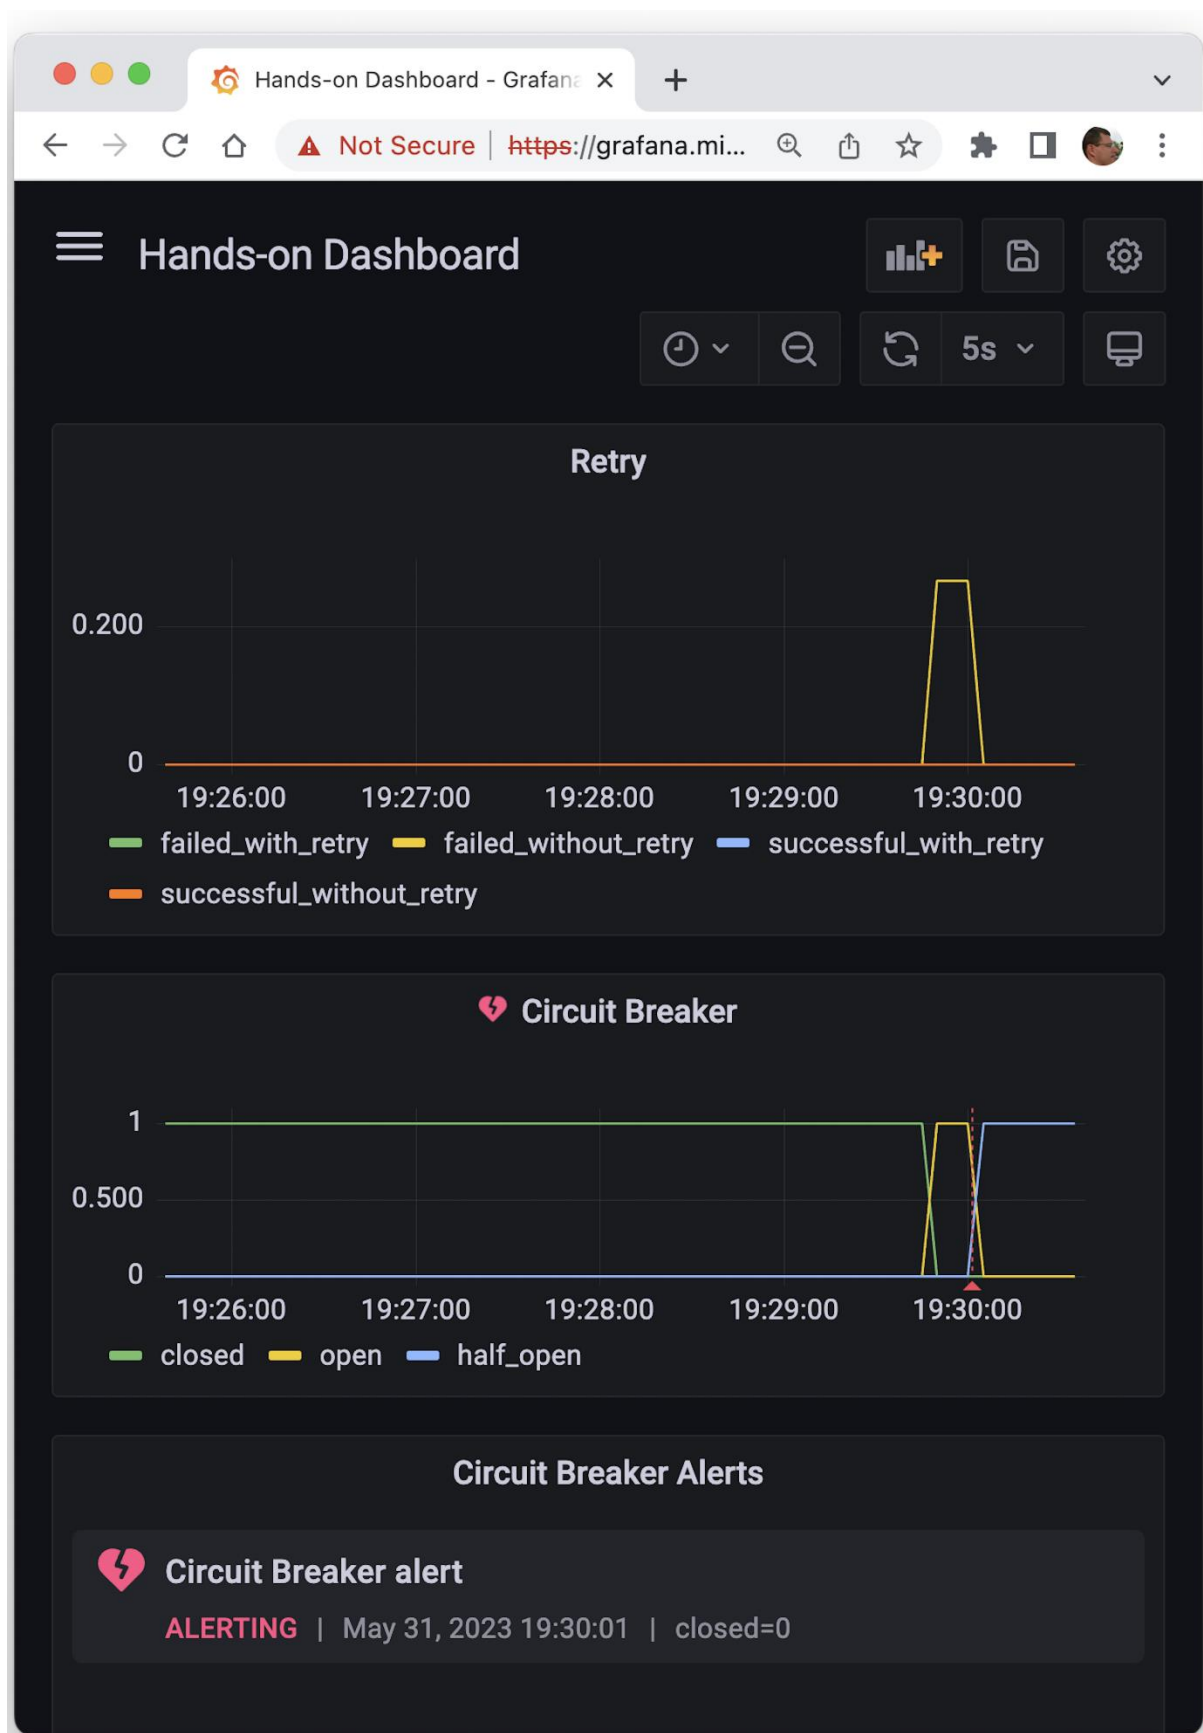 Hands-on Dashboard - Grafana
Not Secure | https://grafana.mi...
Hands-on Dashboard
5s
Retry
0.200
0
19:26:00 19:27:00 19:28:00 19:29:00 19:30:00
failed_with_retry failed_without_retry successful_with_retry
successful_without_retry
Circuit Breaker
1
0.500
0
19:26:00 19:27:00 19:28:00 19:29:00 19:30:00
closed open half_open
Circuit Breaker Alerts
Circuit Breaker alert
ALERTING | May 31, 2023 19:30:01 | closed=0